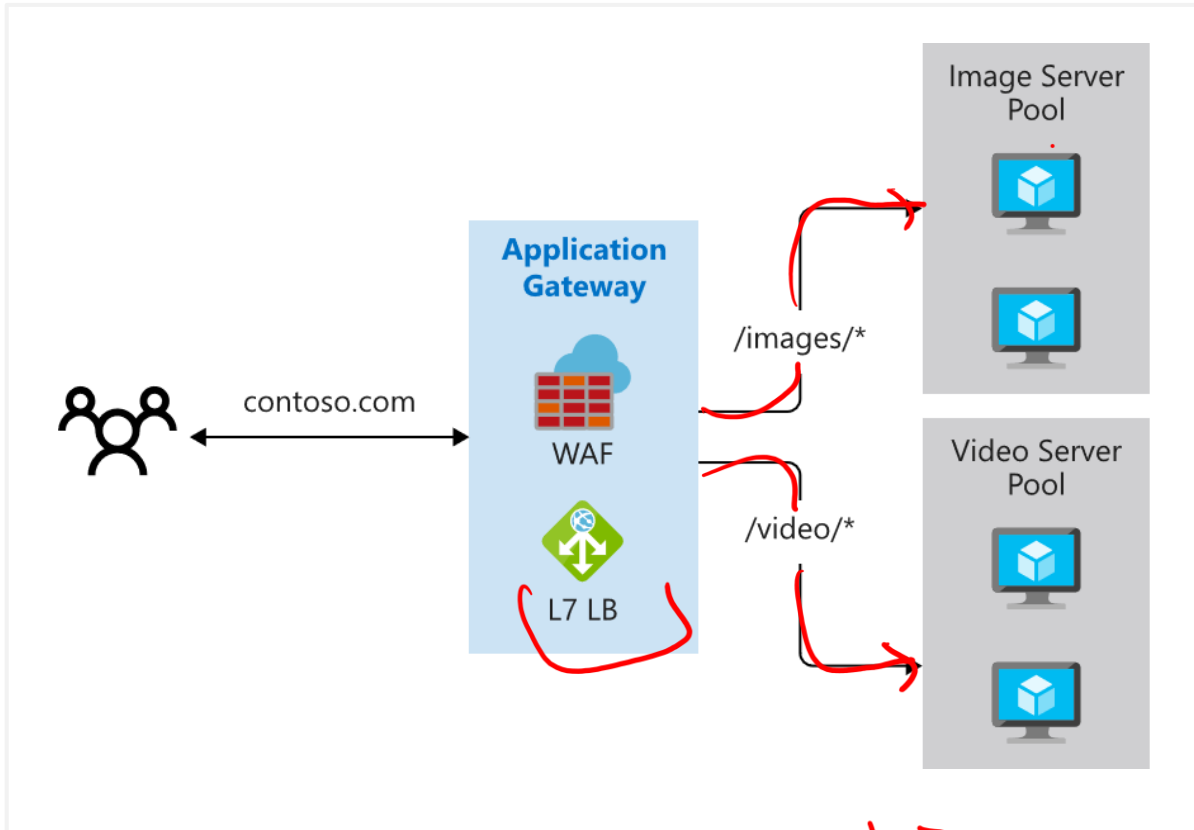 Image Server
Pool
Application
Gateway
/images/*
contoso.com
WAF
Video Server
Pool
/video/*
L7 LB